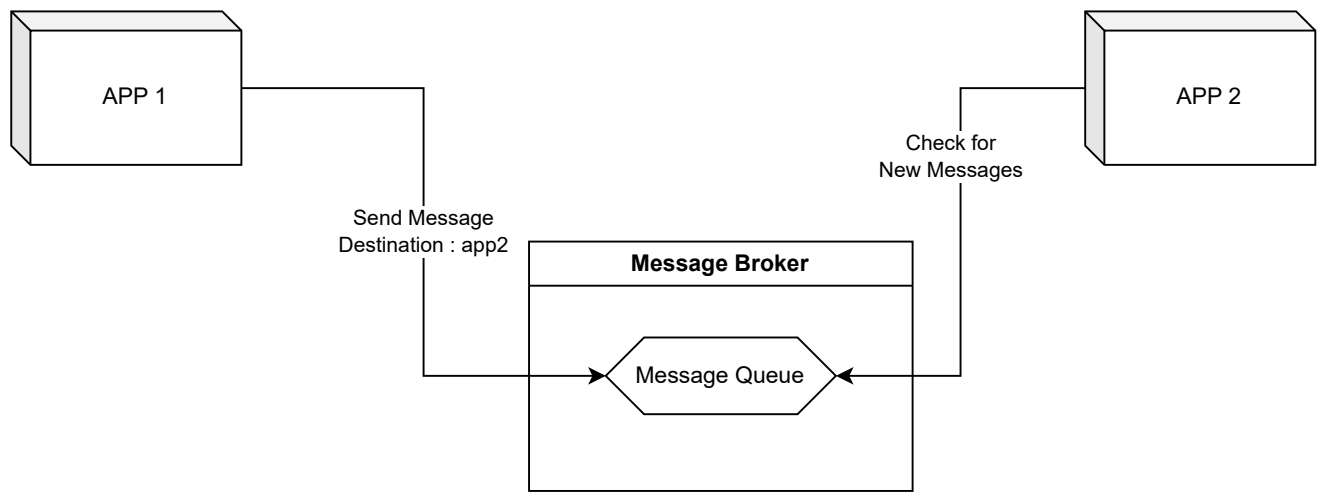 APP 1
APP 2
Check for
New Messages
Send Message
Destination : app2
Message Broker
Message Queue